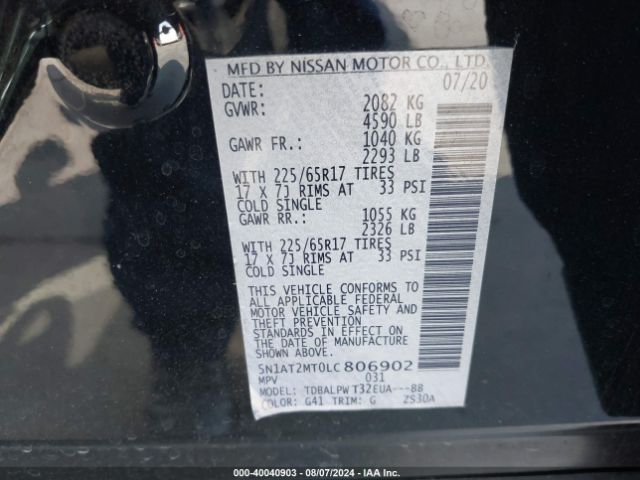 MFD BY NISSAN MOTOR CO., LTD.
DATE: 07/20
GVWR: 2082 KG
4590 LB
GAWR FR.: 1040 KG
2293 LB
WITH 225/65R17 TIRES
17 X 7J RIMS AT 33 PSI
COLD SINGLE
GAWR RR.: 1055 KG
2326 LB
WITH 225/65R17 TIRES
17 X 7J RIMS AT 33 PSI
COLD SINGLE
THIS VEHICLE CONFORMS TO
ALL APPLICABLE FEDERAL
MOTOR VEHICLE SAFETY AND
THEFT PREVENTION
STANDARDS IN EFFECT ON
THE DATE OF MANUFACTURE
SHOWN ABOVE.
5N1AT2MT0LC806902
MPV 031
MODEL: TDBALPW T32EUA---88
COLOR: G41 TRIM: G ZS30A
000-40040903 - 08/07/2024 - IAA Inc.